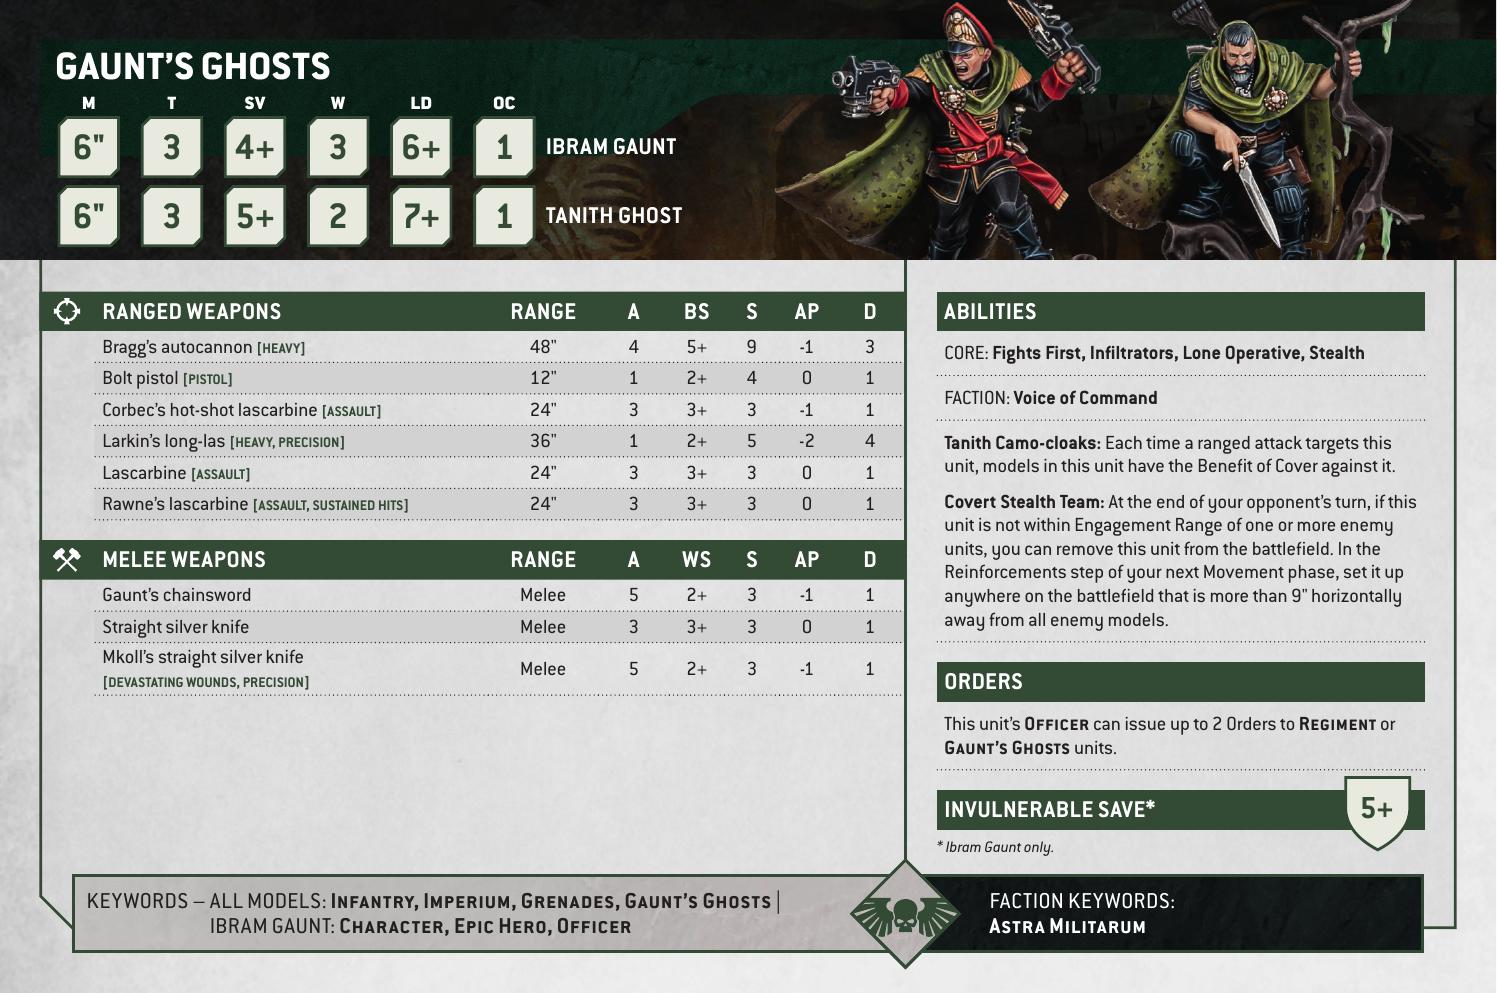 GAUNT'S GHOSTS
M T SV W LD OC
6" 3 4+ 3 6+ 1 IBRAM GAUNT
6" 3 5+ 2 7+ 1 TANITH GHOST
RANGED WEAPONS RANGE A BS S AP D
Bragg's autocannon [HEAVY] 48" 4 5+ 9 -1 3
Bolt pistol [PISTOL] 12" 1 2+ 4 0 1
Corbec's hot-shot lascarbine [ASSAULT] 24" 3 3+ 3 -1 1
Larkin's long-las [HEAVY, PRECISION] 36" 1 2+ 5 -2 4
Lascarbine [ASSAULT] 24" 3 3+ 3 0 1
Rawne's lascarbine [ASSAULT, SUSTAINED HITS] 24" 3 3+ 3 0 1
MELEE WEAPONS RANGE A WS S AP D
Gaunt's chainsword Melee 5 2+ 3 -1 1
Straight silver knife Melee 3 3+ 3 0 1
Mkoll's straight silver knife
[DEVASTATING WOUNDS, PRECISION] Melee 5 2+ 3 -1 1
ABILITIES
CORE: Fights First, Infiltrators, Lone Operative, Stealth
FACTION: Voice of Command
Tanith Camo-cloaks: Each time a ranged attack targets this
unit, models in this unit have the Benefit of Cover against it.
Covert Stealth Team: At the end of your opponent's turn, if this
unit is not within Engagement Range of one or more enemy
units, you can remove this unit from the battlefield. In the
Reinforcements step of your next Movement phase, set it up
anywhere on the battlefield that is more than 9" horizontally
away from all enemy models.
ORDERS
This unit's OFFICER can issue up to 2 Orders to REGIMENT or
GAUNT'S GHOSTS units.
INVULNERABLE SAVE* 5+
* Ibram Gaunt only.
KEYWORDS – ALL MODELS: INFANTRY, IMPERIUM, GRENADES, GAUNT'S GHOSTS |
IBRAM GAUNT: CHARACTER, EPIC HERO, OFFICER
FACTION KEYWORDS:
ASTRA MILITARUM